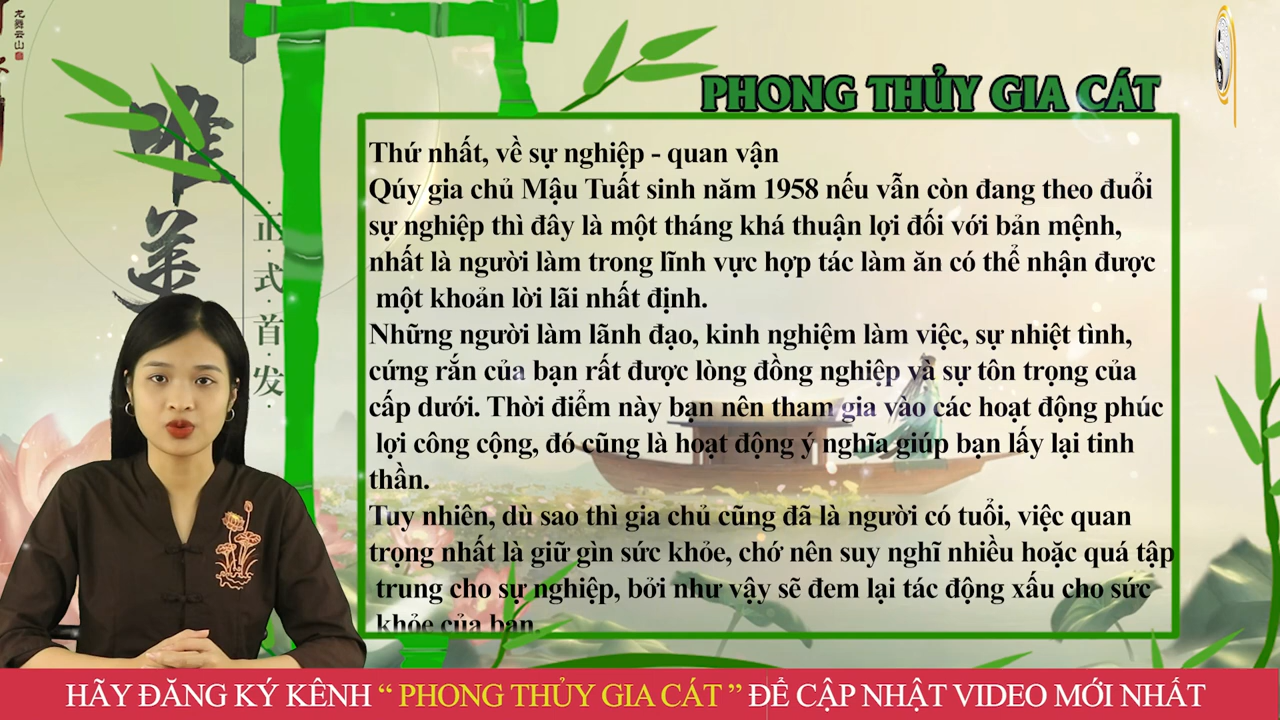 PHONG THỦY GIA CÁT
唯
莲
·正·式·首·发·
Thứ nhất, về sự nghiệp - quan vận
Qúy gia chủ Mậu Tuất sinh năm 1958 nếu vẫn còn đang theo đuổi
sự nghiệp thì đây là một tháng khá thuận lợi đối với bản mệnh,
nhất là người làm trong lĩnh vực hợp tác làm ăn có thể nhận được
một khoản lời lãi nhất định.
Những người làm lãnh đạo, kinh nghiệm làm việc, sự nhiệt tình,
cứng rắn của bạn rất được lòng đồng nghiệp và sự tôn trọng của
cấp dưới. Thời điểm này bạn nên tham gia vào các hoạt động phúc
lợi công cộng, đó cũng là hoạt động ý nghĩa giúp bạn lấy lại tinh
thần.
Tuy nhiên, dù sao thì gia chủ cũng đã là người có tuổi, việc quan
trọng nhất là giữ gìn sức khỏe, chớ nên suy nghĩ nhiều hoặc quá tập
trung cho sự nghiệp, bởi như vậy sẽ đem lại tác động xấu cho sức
khỏe của bạn.
HÃY ĐĂNG KÝ KÊNH “ PHONG THỦY GIA CÁT ” ĐỂ CẬP NHẬT VIDEO MỚI NHẤT